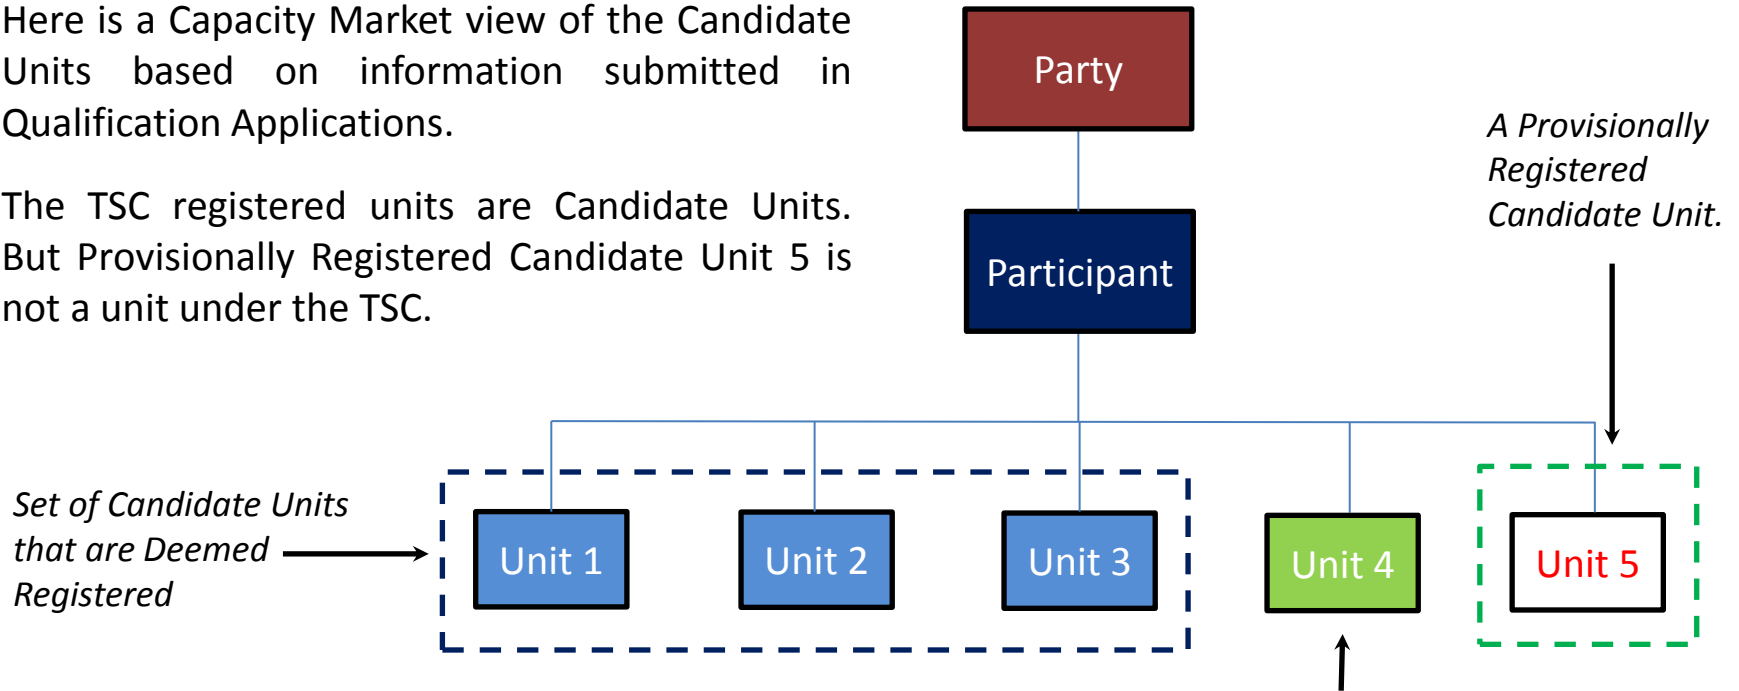 Here is a Capacity Market view of the Candidate
Units based on information submitted in
Qualification Applications.
The TSC registered units are Candidate Units.
But Provisionally Registered Candidate Unit 5 is
not a unit under the TSC.
Party
Participant
A Provisionally
Registered
Candidate Unit.
Set of Candidate Units
that are Deemed
Registered
Unit 1
Unit 2
Unit 3
Unit 4
Unit 5